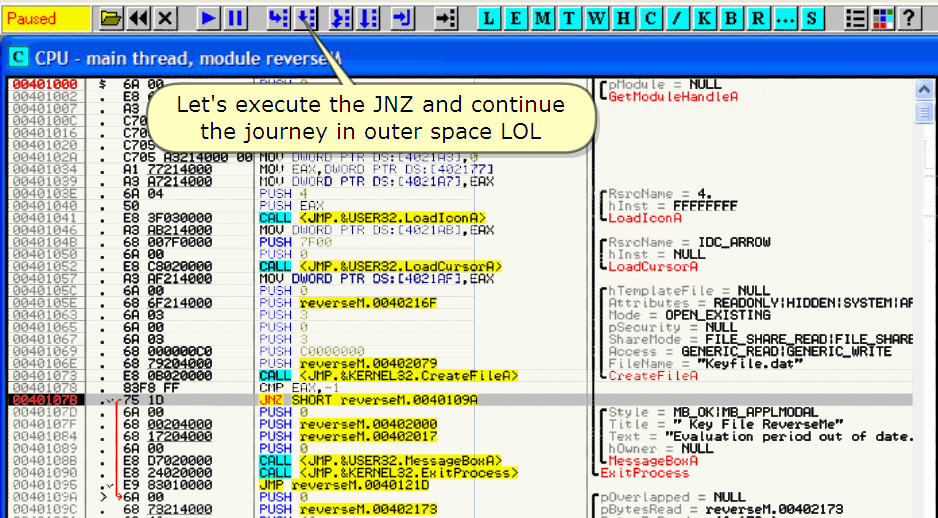 Paused L E M T W H C / K B R ... S ?
C CPU - main thread, module reverseM
Let's execute the JNZ and continue
the journey in outer space LOL
00401000 $ 6A 00 PUSH 0 pModule = NULL
00401002 . E8 GetModuleHandleA
00401007 . A3
0040100C . C70
00401016 . C70
00401020 . C705
0040102A . C705 A3214000 00 MOV DWORD PTR DS:[4021A3],0
00401034 . A1 77214000 MOV EAX,DWORD PTR DS:[402177]
00401039 . A3 A7214000 MOV DWORD PTR DS:[4021A7],EAX
0040103E . 6A 04 PUSH 4 RsrcName = 4.
00401040 . 50 PUSH EAX hInst = FFFFFFFF
00401041 . E8 3F030000 CALL <JMP.&USER32.LoadIconA> LoadIconA
00401046 . A3 AB214000 MOV DWORD PTR DS:[4021AB],EAX
0040104B . 68 007F0000 PUSH 7F00 RsrcName = IDC_ARROW
00401050 . 6A 00 PUSH 0 hInst = NULL
00401052 . E8 C8020000 CALL <JMP.&USER32.LoadCursorA> LoadCursorA
00401057 . A3 AF214000 MOV DWORD PTR DS:[4021AF],EAX
0040105C . 6A 00 PUSH 0 hTemplateFile = NULL
0040105E . 68 6F214000 PUSH reverseM.0040216F Attributes = READONLY|HIDDEN|SYSTEM|AR
00401063 . 6A 03 PUSH 3 Mode = OPEN_EXISTING
00401065 . 6A 00 PUSH 0 pSecurity = NULL
00401067 . 6A 03 PUSH 3 ShareMode = FILE_SHARE_READ|FILE_SHARE
00401069 . 68 000000C0 PUSH C0000000 Access = GENERIC_READ|GENERIC_WRITE
0040106E . 68 79204000 PUSH reverseM.00402079 FileName = "Keyfile.dat"
00401073 . E8 0B020000 CALL <JMP.&KERNEL32.CreateFileA> CreateFileA
00401078 . 83F8 FF CMP EAX,-1
0040107B . 75 1D JNZ SHORT reverseM.0040109A
0040107D . 6A 00 PUSH 0 Style = MB_OK|MB_APPLMODAL
0040107F . 68 00204000 PUSH reverseM.00402000 Title = " Key File ReverseMe"
00401084 . 68 17204000 PUSH reverseM.00402017 Text = "Evaluation period out of date.
00401089 . 6A 00 PUSH 0 hOwner = NULL
0040108B . E8 D7020000 CALL <JMP.&USER32.MessageBoxA> MessageBoxA
00401090 . E8 24020000 CALL <JMP.&KERNEL32.ExitProcess> ExitProcess
00401095 . E9 83010000 JMP reverseM.0040121D
0040109A > 6A 00 PUSH 0 pOverlapped = NULL
0040109C . 68 73214000 PUSH reverseM.00402173 pBytesRead = reverseM.00402173